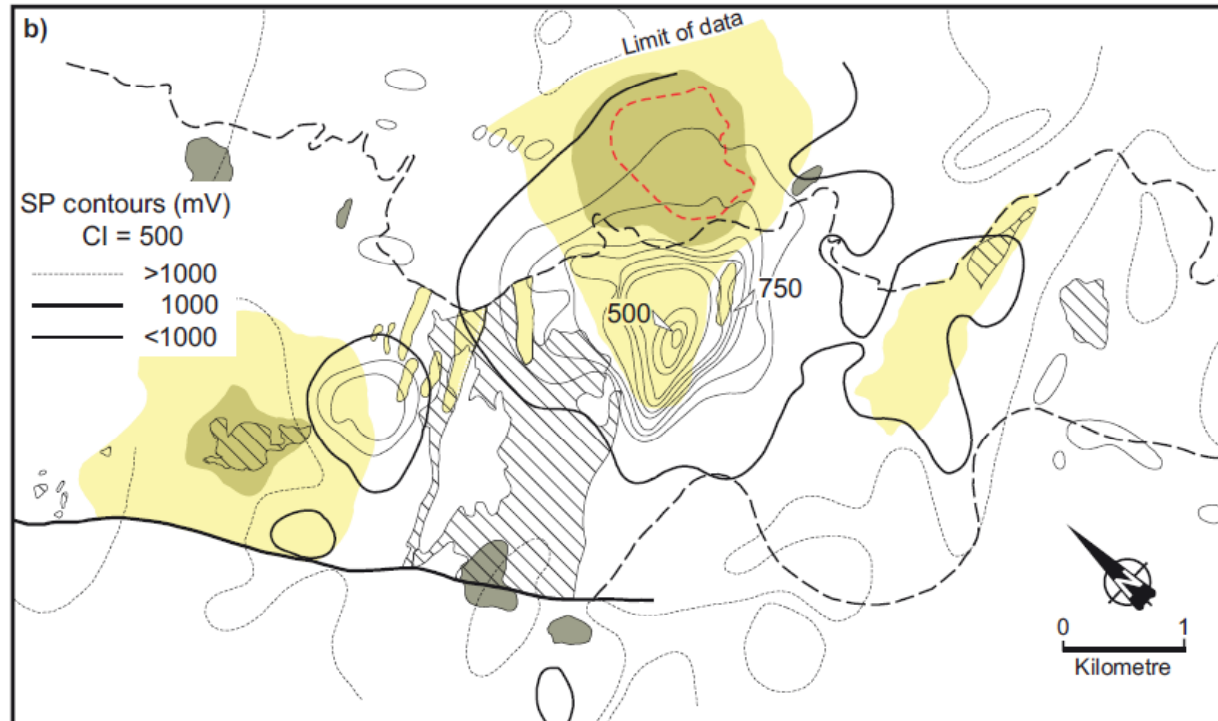 b)
Limit of data
SP contours (mV)
CI = 500
>1000
1000
<1000
500
750
N
0 1
Kilometre